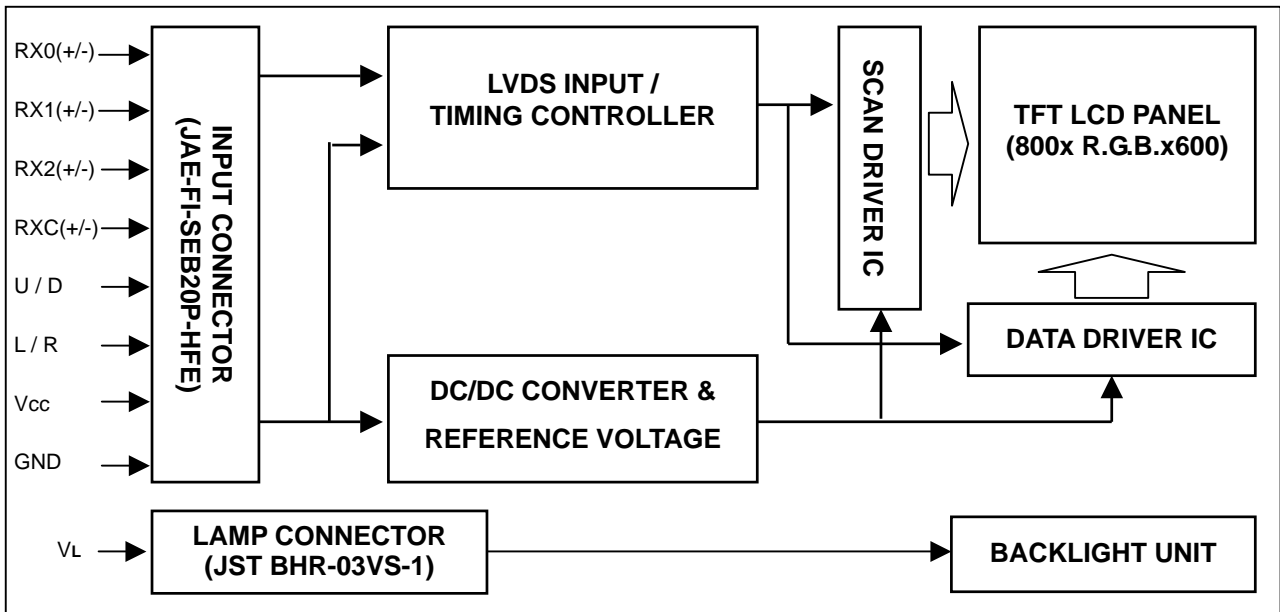 RX0(+/-)
RX1(+/-)
RX2(+/-)
RXC(+/-)
U / D
L / R
Vcc
GND
INPUT CONNECTOR
(JAE-FI-SEB20P-HFE)
LVDS INPUT /
TIMING CONTROLLER
SCAN DRIVER IC
TFT LCD PANEL
(800x R.G.B.x600)
DATA DRIVER IC
DC/DC CONVERTER &
REFERENCE VOLTAGE
VL
LAMP CONNECTOR
(JST BHR-03VS-1)
BACKLIGHT UNIT